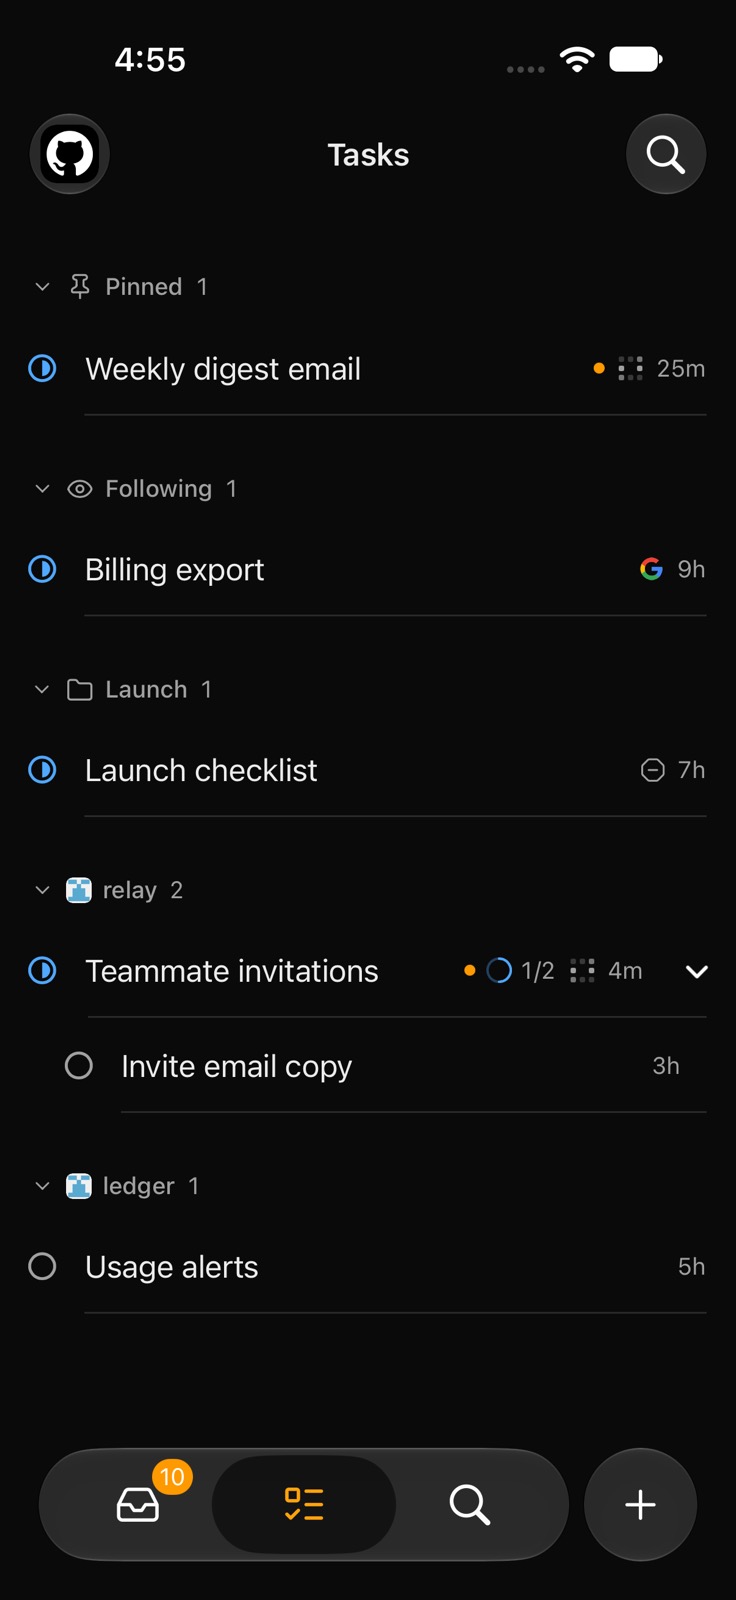 4:55
Tasks
Pinned 1
Weekly digest email 25m
Following 1
Billing export 9h
Launch 1
Launch checklist 7h
relay 2
Teammate invitations 1/2 4m
Invite email copy 3h
ledger 1
Usage alerts 5h
10